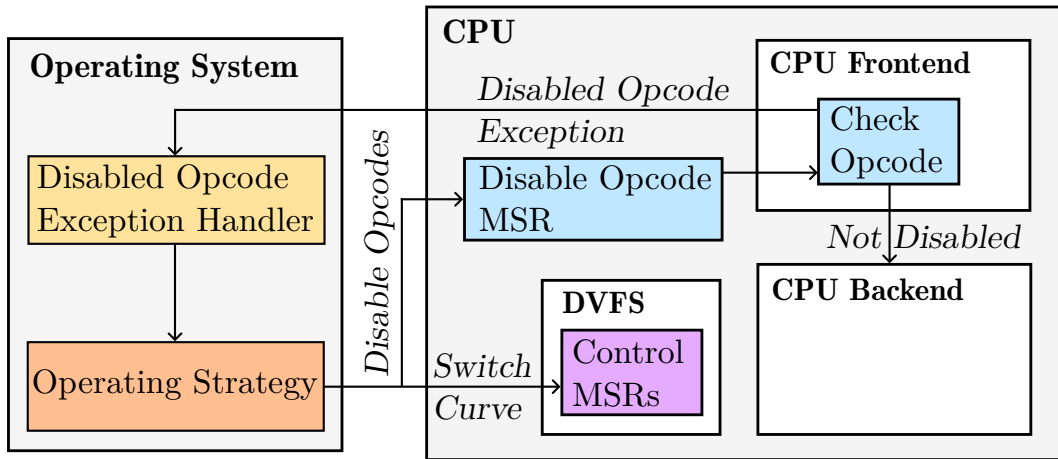 Operating System
Disabled Opcode
Exception Handler
Operating Strategy
Disable Opcodes
CPU
Disabled Opcode
Exception
Disable Opcode
MSR
CPU Frontend
Check
Opcode
Not Disabled
CPU Backend
DVFS
Control
MSRs
Switch
Curve